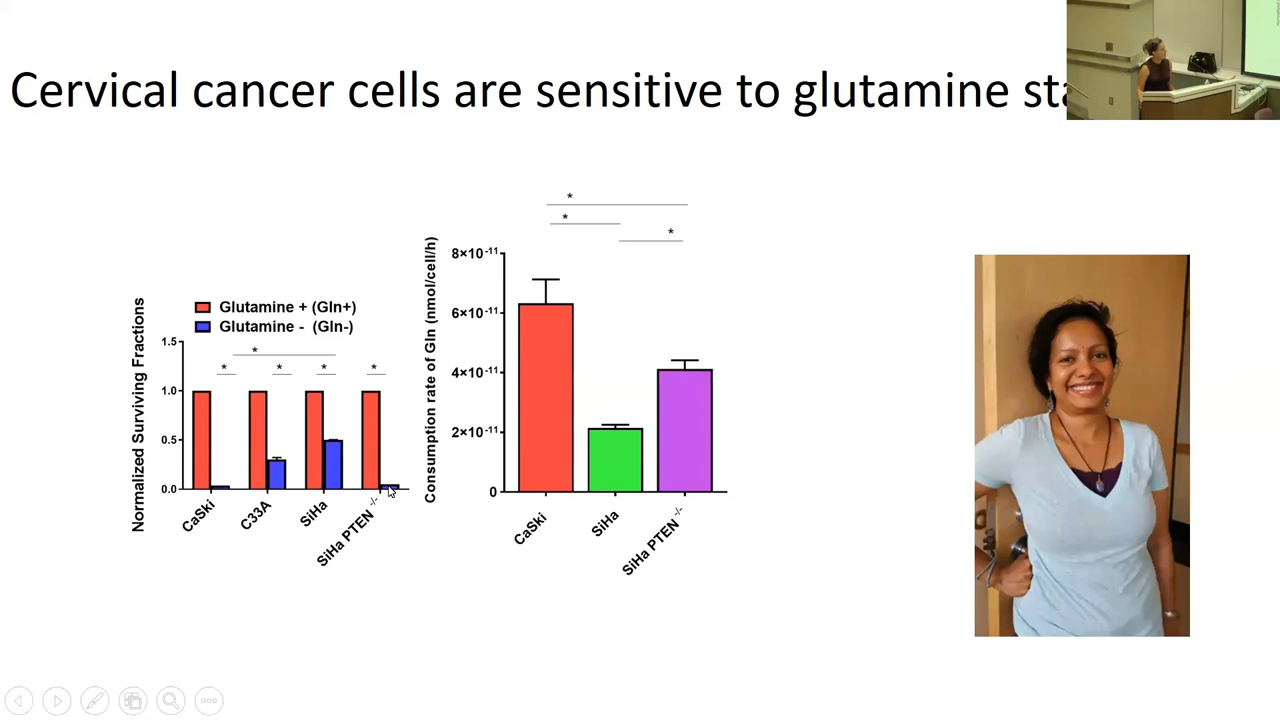 Cervical cancer cells are sensitive to glutamine
Glutamine + (Gln+)
Glutamine - (Gln-)
Normalized Surviving Fractions
1.5
1.0
0.5
0.0
*
*
*
*
*
CaSki
C33A
SiHa
SiHa PTEN -/-
Consumption rate of Gln (nmol/cell/h)
8×10-11
6×10-11
4×10-11
2×10-11
0
*
*
*
CaSki
SiHa
SiHa PTEN -/-